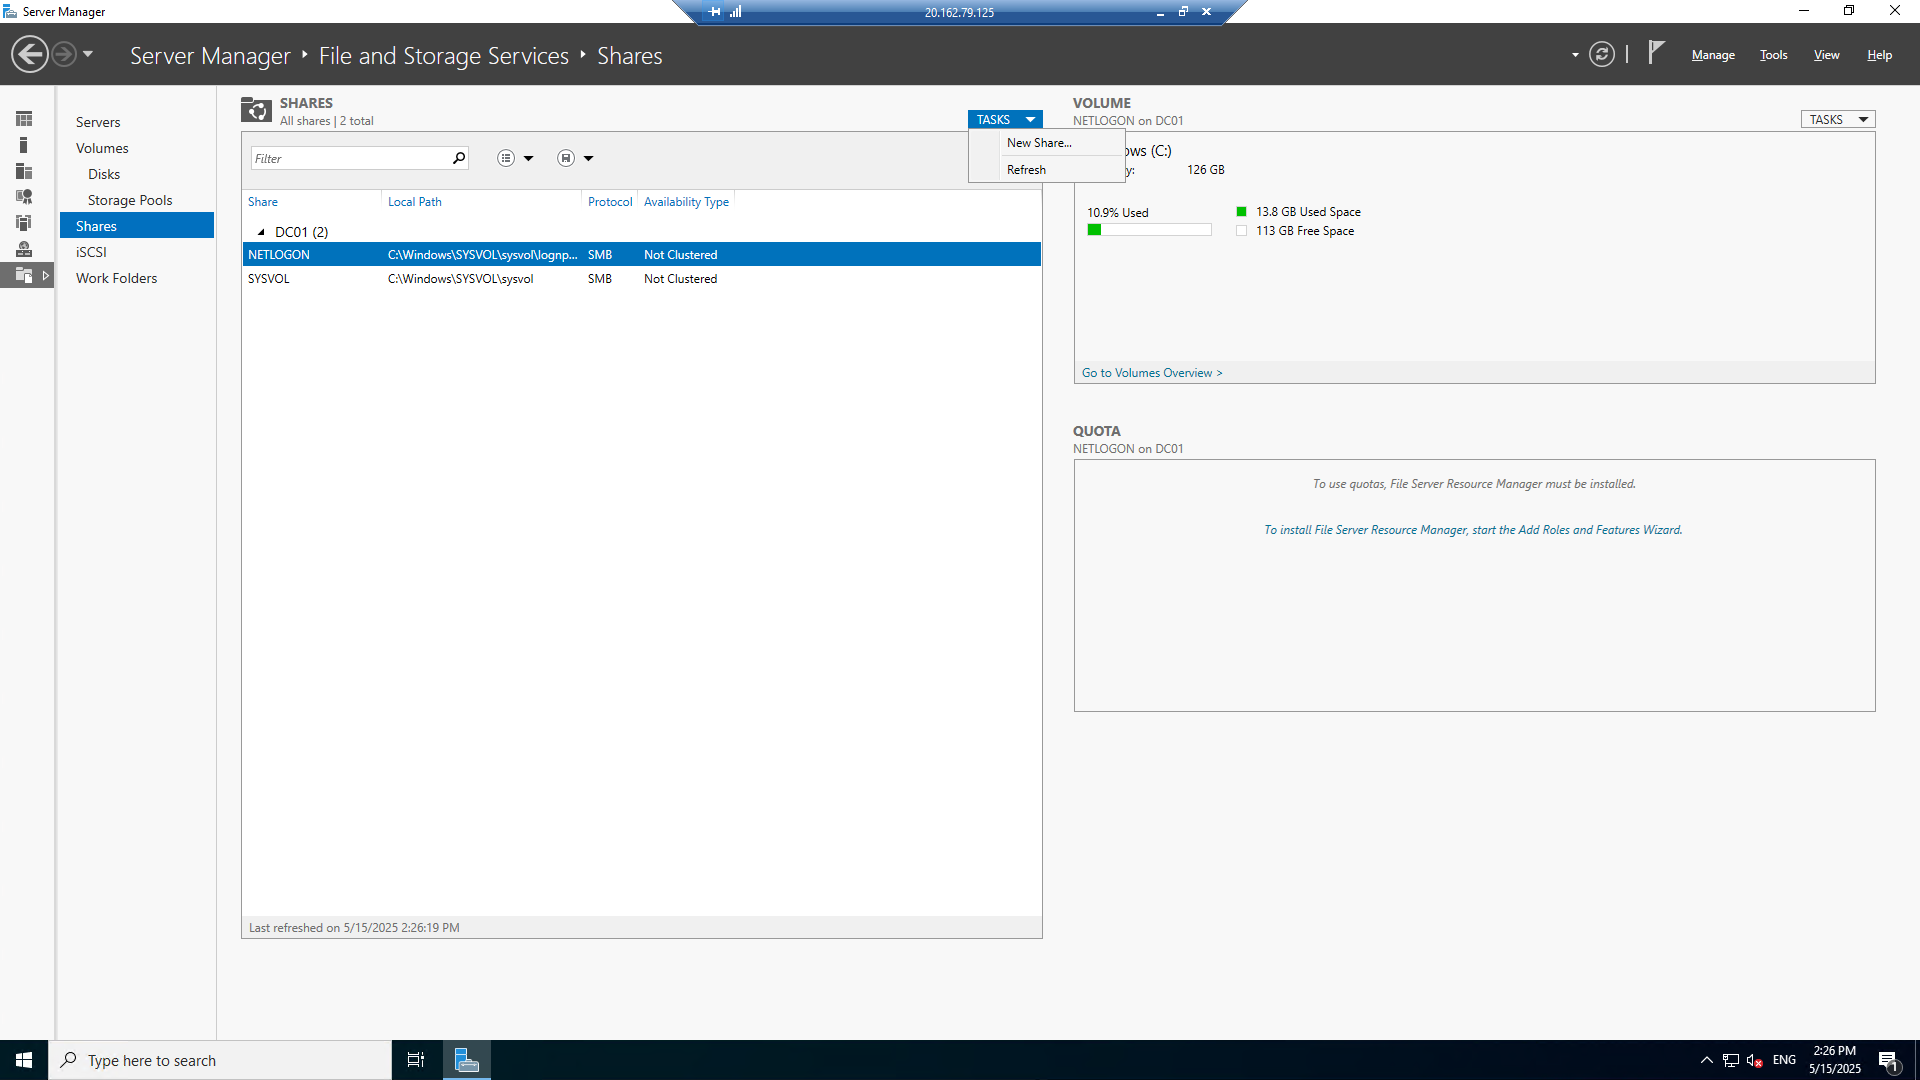 Server Manager
20.162.79.125
Server Manager ‣ File and Storage Services ‣ Shares
Manage
Tools
View
Help
Servers
Volumes
Disks
Storage Pools
Shares
iSCSI
Work Folders
SHARES
All shares | 2 total
TASKS
New Share...
Refresh
Filter
Share
Local Path
Protocol
Availability Type
DC01 (2)
NETLOGON
C:\Windows\SYSVOL\sysvol\lognp...
SMB
Not Clustered
SYSVOL
C:\Windows\SYSVOL\sysvol
SMB
Not Clustered
Last refreshed on 5/15/2025 2:26:19 PM
VOLUME
NETLOGON on DC01
TASKS
ows (C:)
y:
126 GB
10.9% Used
13.8 GB Used Space
113 GB Free Space
Go to Volumes Overview >
QUOTA
NETLOGON on DC01
To use quotas, File Server Resource Manager must be installed.
To install File Server Resource Manager, start the Add Roles and Features Wizard.
Type here to search
ENG
2:26 PM
5/15/2025
1